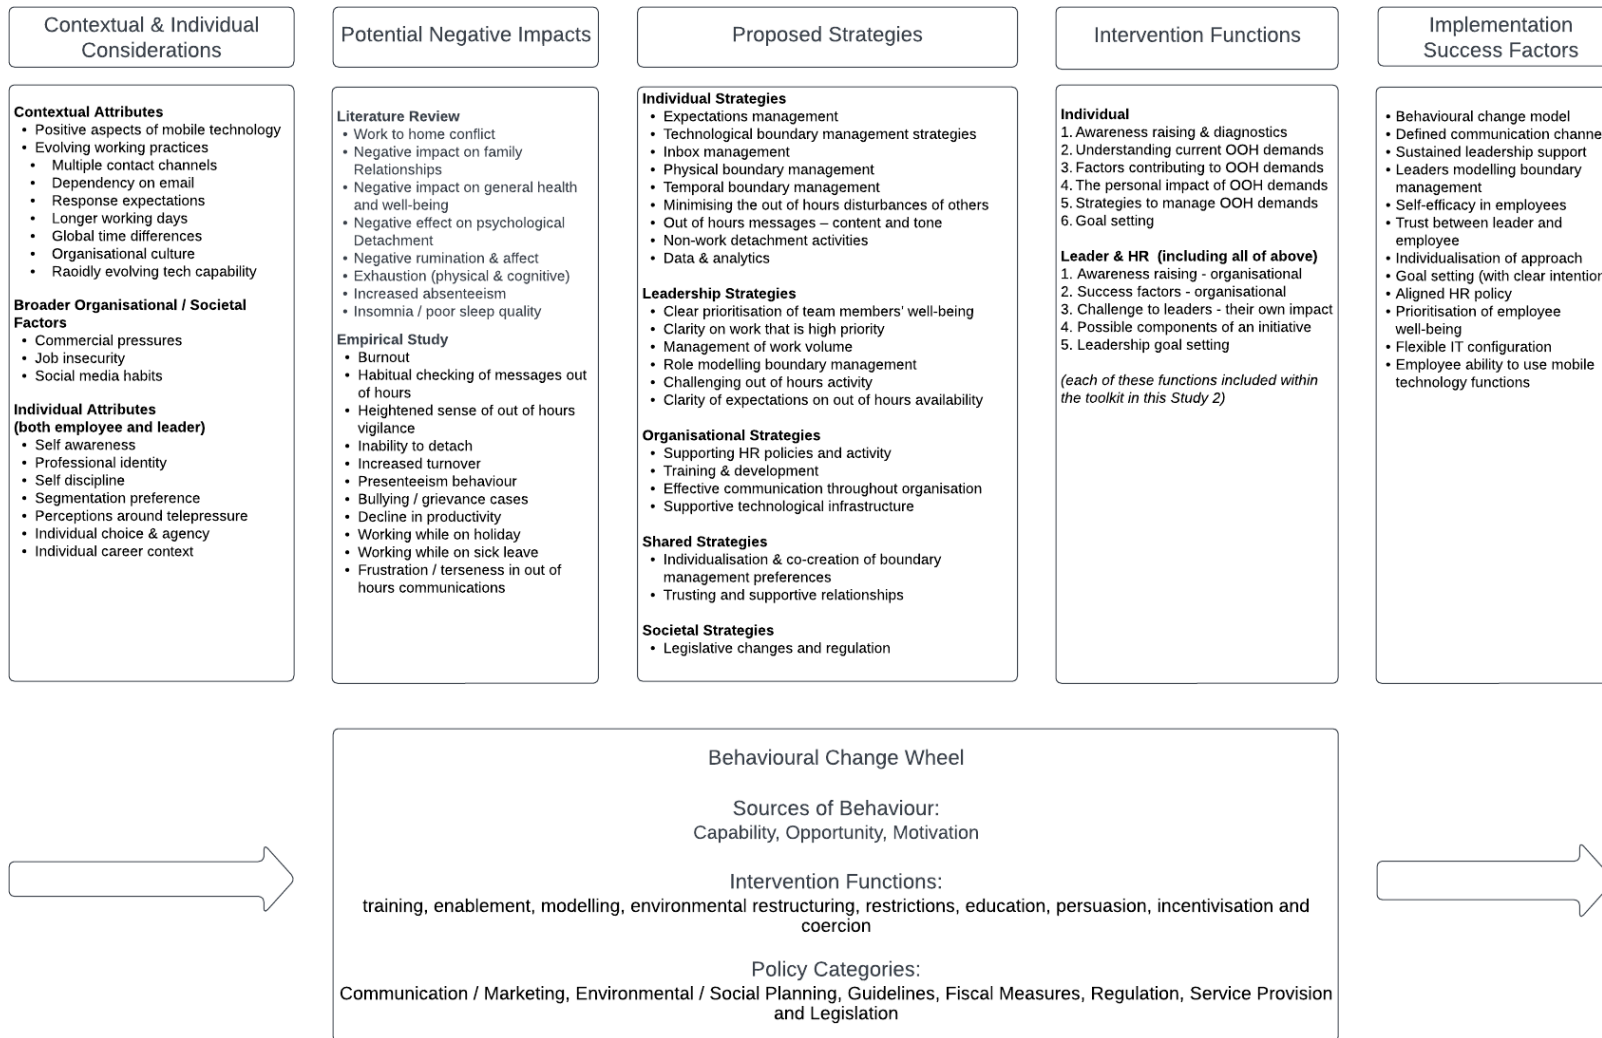 Contextual & Individual
Considerations
Contextual Attributes
• Positive aspects of mobile technology
• Evolving working practices
• Multiple contact channels
• Dependency on email
• Response expectations
• Longer working days
• Global time differences
• Organisational culture
• Raoidly evolving tech capability
Broader Organisational / Societal
Factors
• Commercial pressures
• Job insecurity
• Social media habits
Individual Attributes
(both employee and leader)
• Self awareness
• Professional identity
• Self discipline
• Segmentation preference
• Perceptions around telepressure
• Individual choice & agency
• Individual career context
Potential Negative Impacts
Literature Review
• Work to home conflict
• Negative impact on family
Relationships
• Negative impact on general health
and well-being
• Negative effect on psychological
Detachment
• Negative rumination & affect
• Exhaustion (physical & cognitive)
• Increased absenteeism
• Insomnia / poor sleep quality
Empirical Study
• Burnout
• Habitual checking of messages out
of hours
• Heightened sense of out of hours
vigilance
• Inability to detach
• Increased turnover
• Presenteeism behaviour
• Bullying / grievance cases
• Decline in productivity
• Working while on holiday
• Working while on sick leave
• Frustration / terseness in out of
hours communications
Proposed Strategies
Individual Strategies
• Expectations management
• Technological boundary management strategies
• Inbox management
• Physical boundary management
• Temporal boundary management
• Minimising the out of hours disturbances of others
• Out of hours messages – content and tone
• Non-work detachment activities
• Data & analytics
Leadership Strategies
• Clear prioritisation of team members' well-being
• Clarity on work that is high priority
• Management of work volume
• Role modelling boundary management
• Challenging out of hours activity
• Clarity of expectations on out of hours availability
Organisational Strategies
• Supporting HR policies and activity
• Training & development
• Effective communication throughout organisation
• Supportive technological infrastructure
Shared Strategies
• Individualisation & co-creation of boundary
management preferences
• Trusting and supportive relationships
Societal Strategies
• Legislative changes and regulation
Intervention Functions
Individual
1. Awareness raising & diagnostics
2. Understanding current OOH demands
3. Factors contributing to OOH demands
4. The personal impact of OOH demands
5. Strategies to manage OOH demands
6. Goal setting
Leader & HR (including all of above)
1. Awareness raising - organisational
2. Success factors - organisational
3. Challenge to leaders - their own impact
4. Possible components of an initiative
5. Leadership goal setting
(each of these functions included within
the toolkit in this Study 2)
Implementation
Success Factors
• Behavioural change model
• Defined communication channe
• Sustained leadership support
• Leaders modelling boundary
management
• Self-efficacy in employees
• Trust between leader and
employee
• Individualisation of approach
• Goal setting (with clear intention
• Aligned HR policy
• Prioritisation of employee
well-being
• Flexible IT configuration
• Employee ability to use mobile
technology functions
Behavioural Change Wheel
Sources of Behaviour:
Capability, Opportunity, Motivation
Intervention Functions:
training, enablement, modelling, environmental restructuring, restrictions, education, persuasion, incentivisation and
coercion
Policy Categories:
Communication / Marketing, Environmental / Social Planning, Guidelines, Fiscal Measures, Regulation, Service Provision
and Legislation